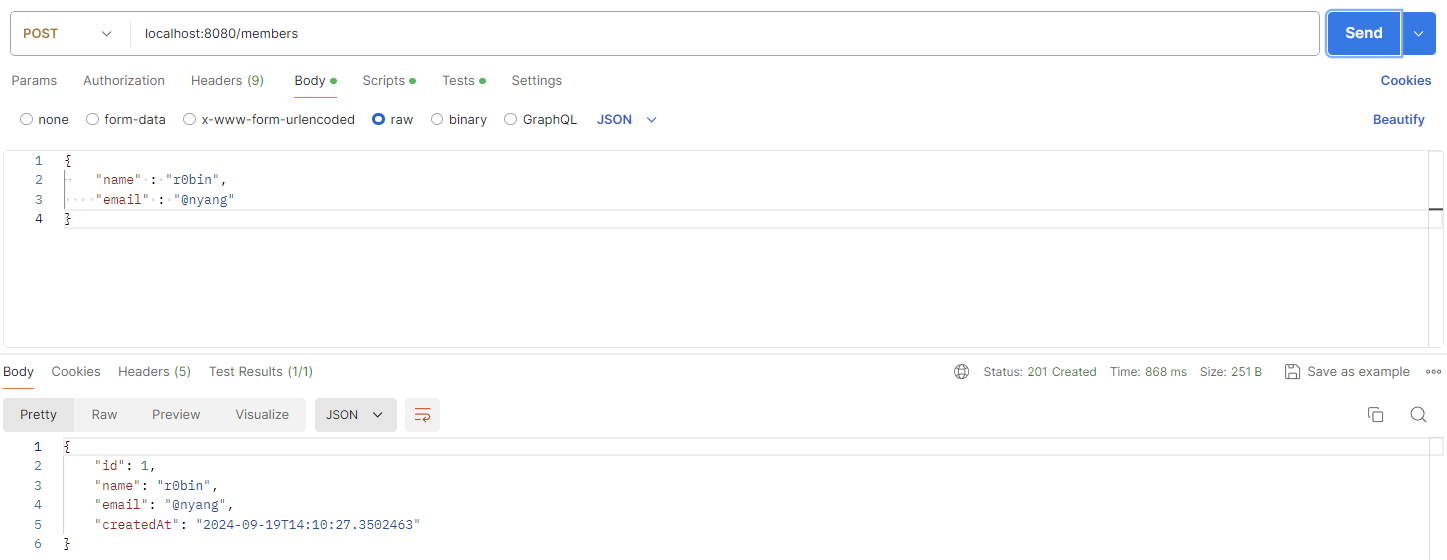 POST localhost:8080/members Send
Params Authorization Headers (9) Body Scripts Tests Settings Cookies
none form-data x-www-form-urlencoded raw binary GraphQL JSON Beautify
1 {
2 "name" : "r0bin",
3 "email" : "@nyang"
4 }
Body Cookies Headers (5) Test Results (1/1) Status: 201 Created Time: 868 ms Size: 251 B Save as example
Pretty Raw Preview Visualize JSON
1 {
2 "id": 1,
3 "name": "r0bin",
4 "email": "@nyang",
5 "createdAt": "2024-09-19T14:10:27.3502463"
6 }